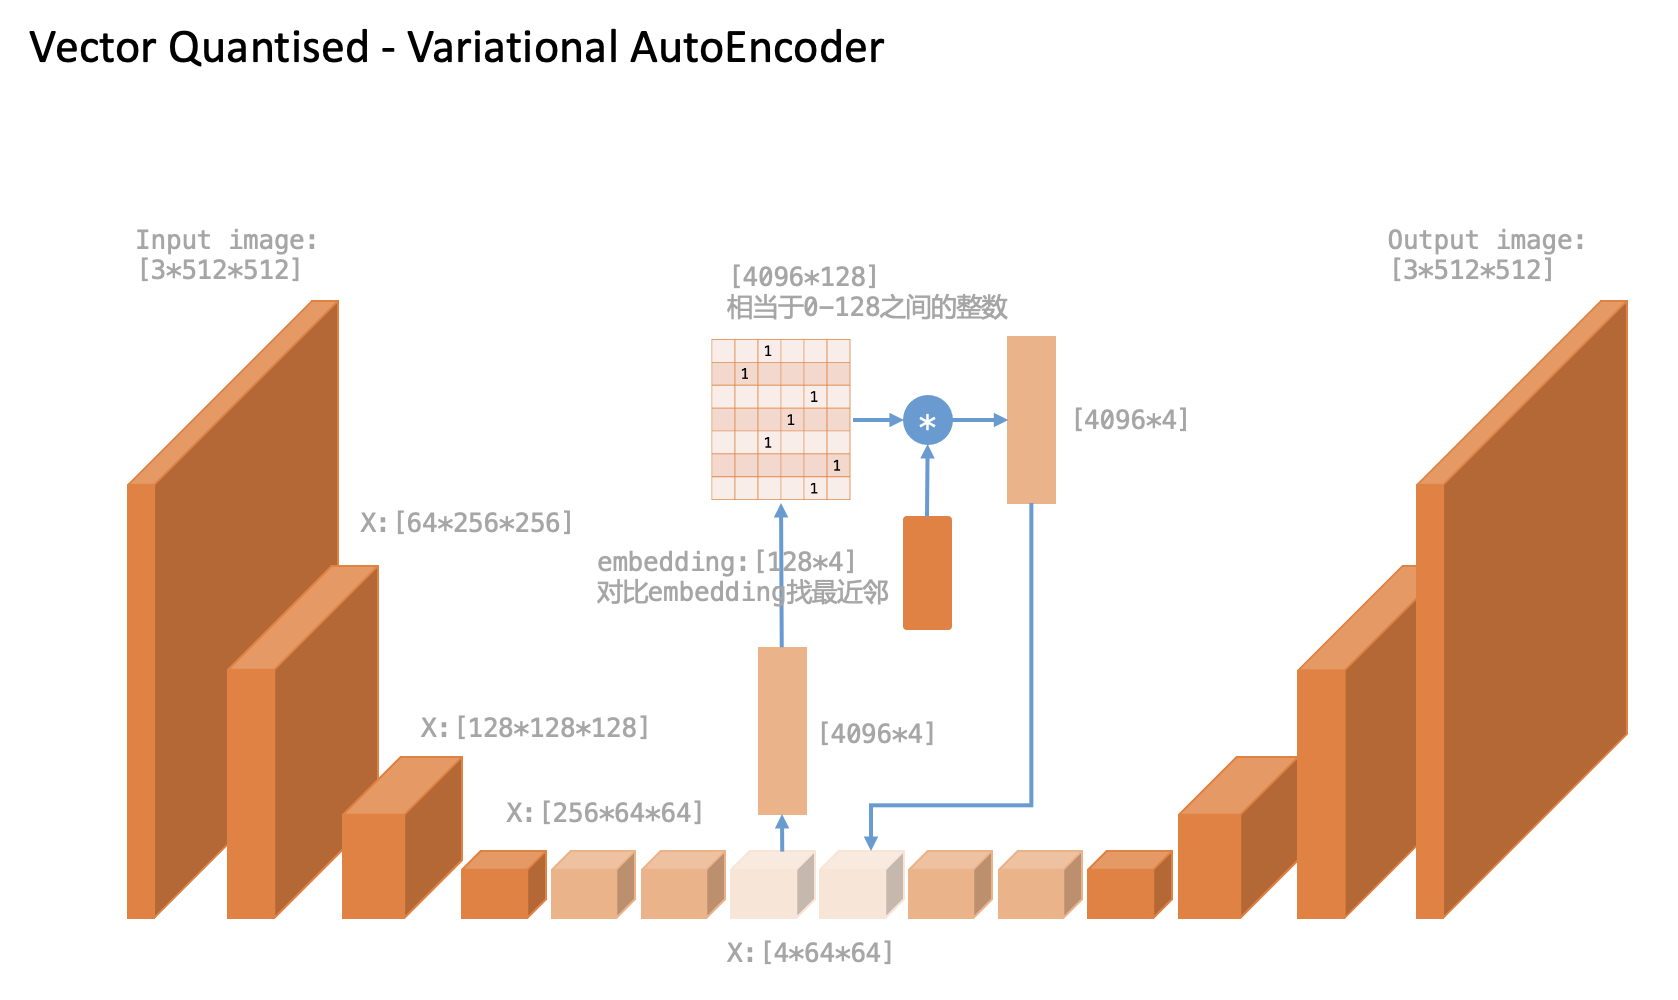 Vector Quantised - Variational AutoEncoder
Input image:
[3*512*512]
Output image:
[3*512*512]
[4096*128]
相当于0-128之间的整数
1
1
1
1
1
1
1
*
[4096*4]
X:[64*256*256]
embedding:[128*4]
对比embedding找最近邻
X:[128*128*128]
[4096*4]
X:[256*64*64]
X:[4*64*64]